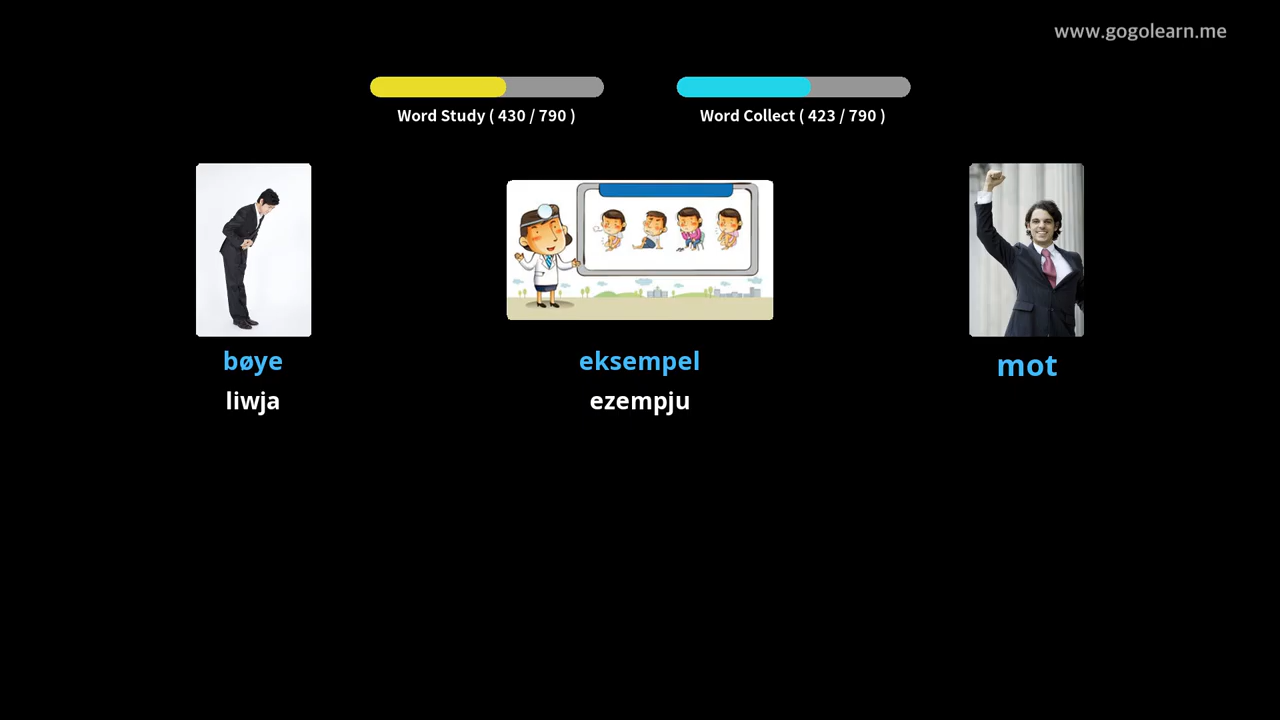 www.gogolearn.me
Word Study ( 430 / 790 )
Word Collect ( 423 / 790 )
bøye
eksempel
mot
liwja
ezempju